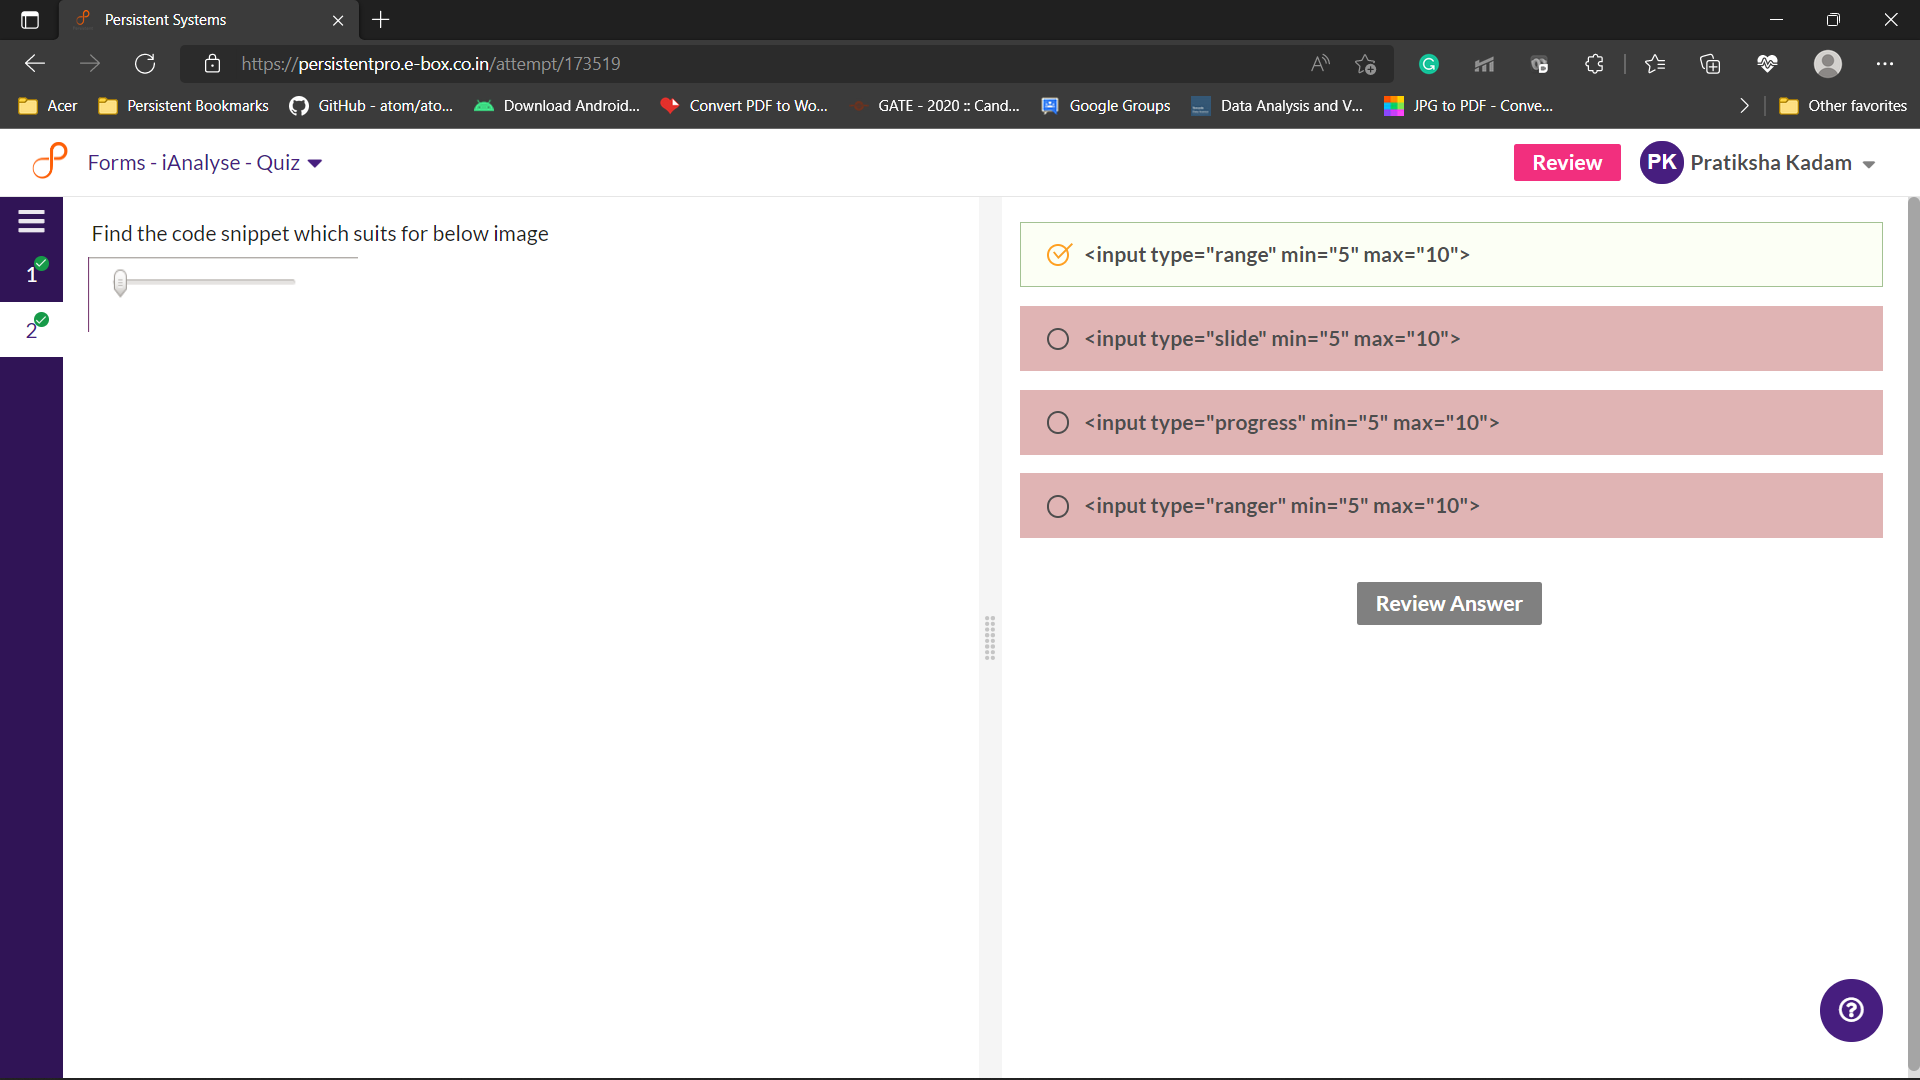 Persistent Systems
https://persistentpro.e-box.co.in/attempt/173519
Acer
Persistent Bookmarks
GitHub - atom/ato...
Download Android...
Convert PDF to Wo...
GATE - 2020 :: Cand...
Google Groups
Data Analysis and V...
JPG to PDF - Conve...
Other favorites
Forms - iAnalyse - Quiz
Review
PK
Pratiksha Kadam
1
2
Find the code snippet which suits for below image
<input type="range" min="5" max="10">
<input type="slide" min="5" max="10">
<input type="progress" min="5" max="10">
<input type="ranger" min="5" max="10">
Review Answer